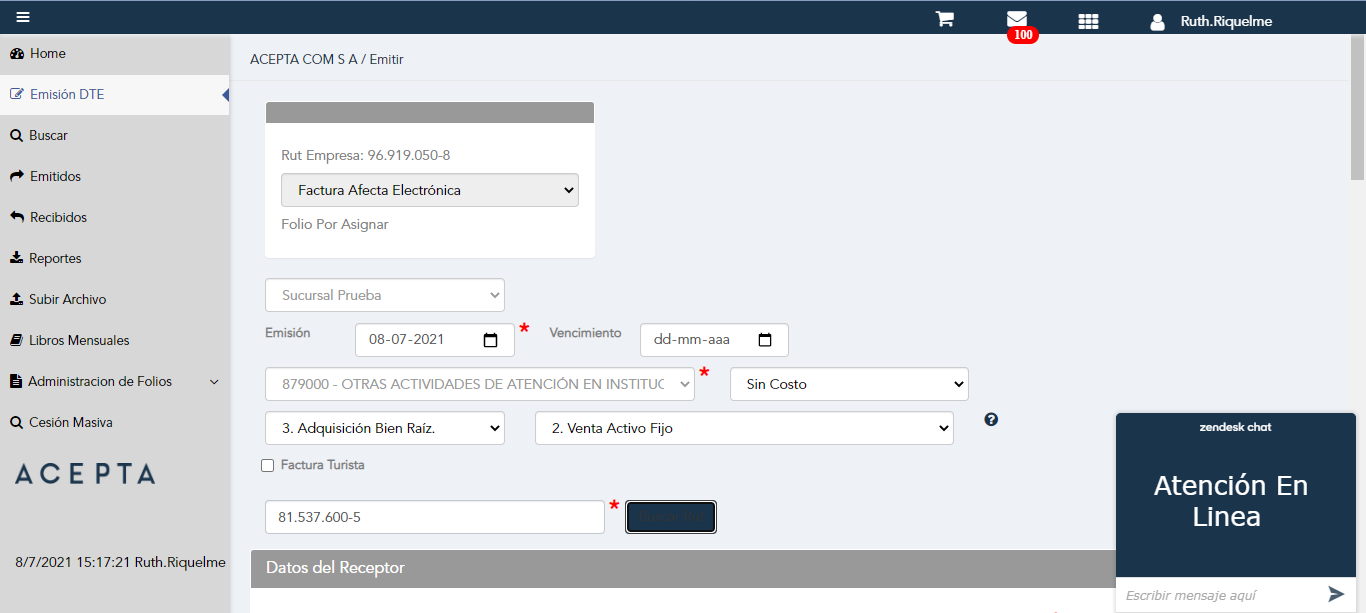 100
Ruth.Riquelme
Home
Emisión DTE
Buscar
Emitidos
Recibidos
Reportes
Subir Archivo
Libros Mensuales
Administracion de Folios
Cesión Masiva
ACEPTA
8/7/2021 15:17:21 Ruth.Riquelme
ACEPTA COM S A / Emitir
Rut Empresa: 96.919.050-8
Factura Afecta Electrónica
Folio Por Asignar
Sucursal Prueba
Emisión 08-07-2021 * Vencimiento dd-mm-aaa
879000 - OTRAS ACTIVIDADES DE ATENCIÓN EN INSTITUC * Sin Costo
3. Adquisición Bien Raíz. 2. Venta Activo Fijo ?
Factura Turista
81.537.600-5 *
Datos del Receptor
zendesk chat
Atención En
Linea
Escribir mensaje aquí